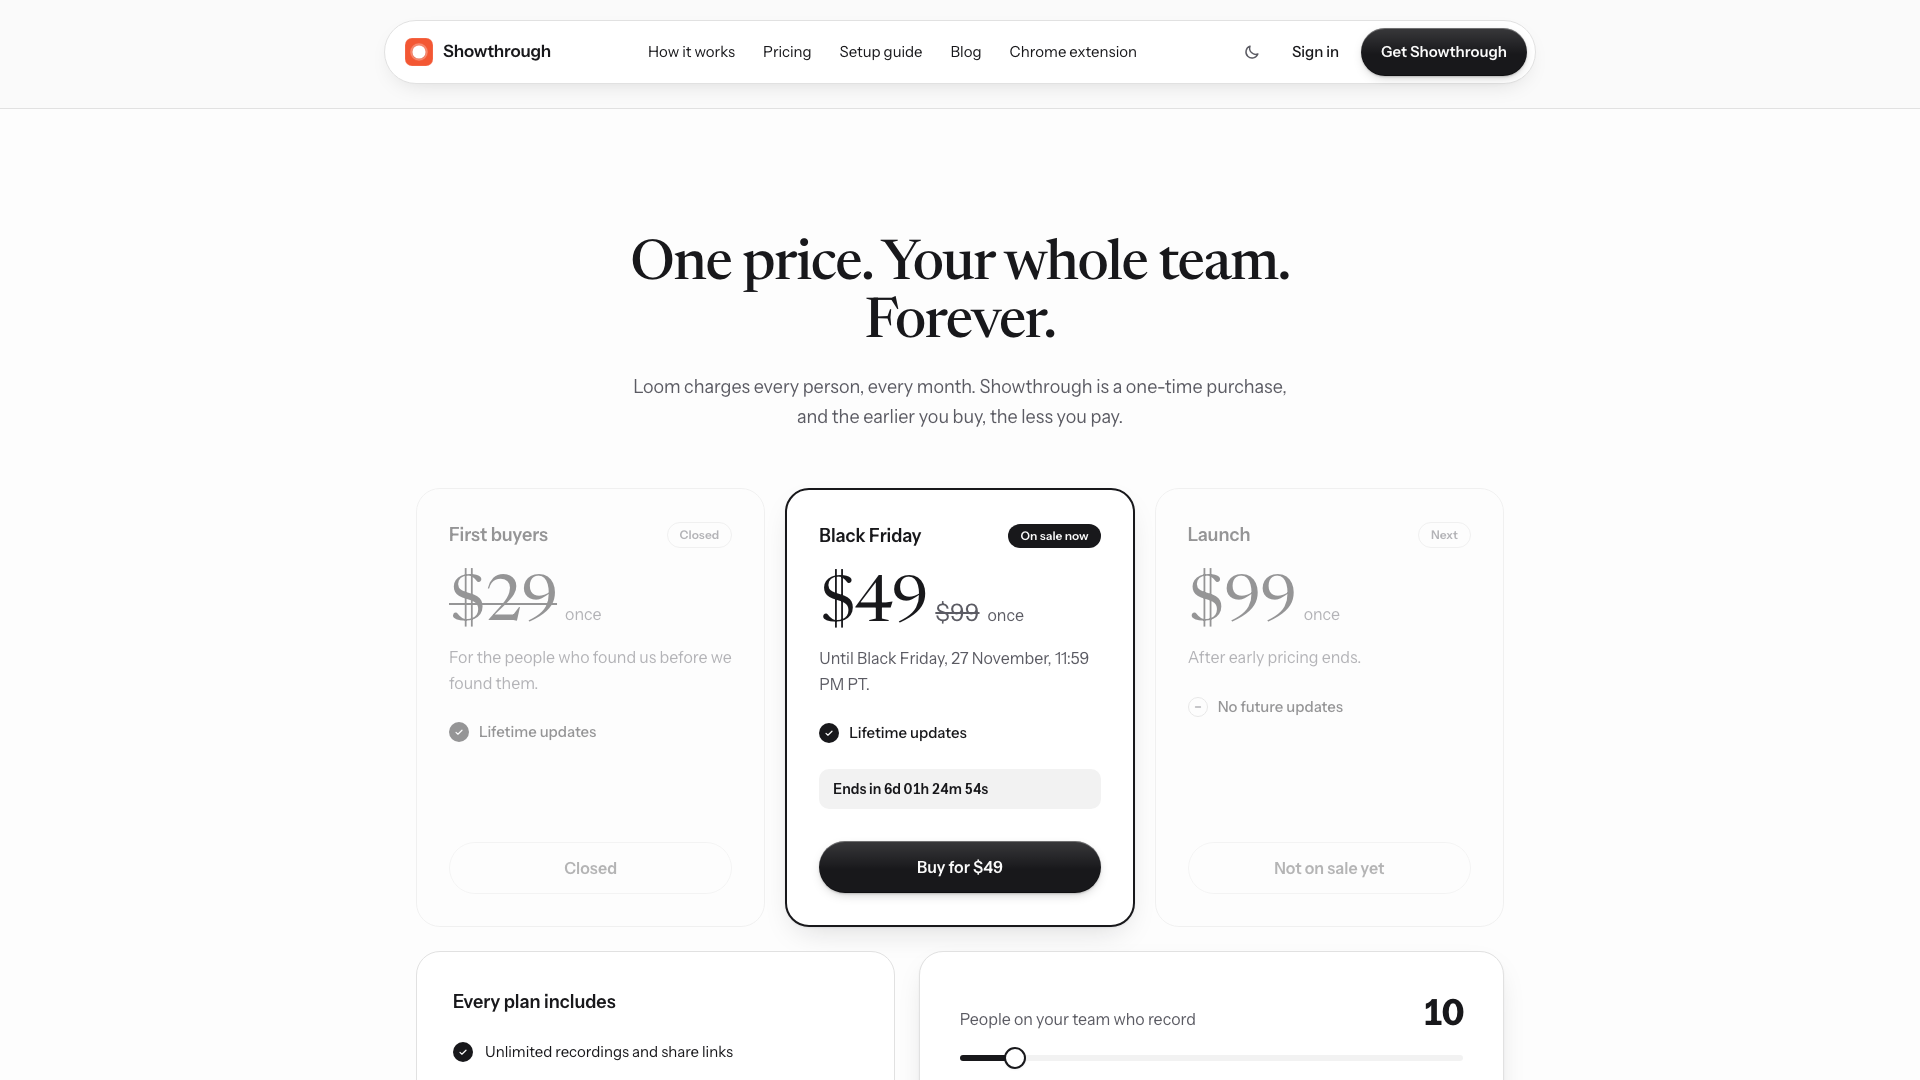 Showthrough
How it works
Pricing
Setup guide
Blog
Chrome extension
Sign in
Get Showthrough
One price. Your whole team.
Forever.
Loom charges every person, every month. Showthrough is a one-time purchase,
and the earlier you buy, the less you pay.
First buyers
Closed
$29 once
For the people who found us before we
found them.
Lifetime updates
Closed
Black Friday
On sale now
$49 $99 once
Until Black Friday, 27 November, 11:59
PM PT.
Lifetime updates
Ends in 6d 01h 24m 54s
Buy for $49
Launch
Next
$99 once
After early pricing ends.
No future updates
Not on sale yet
Every plan includes
Unlimited recordings and share links
People on your team who record
10